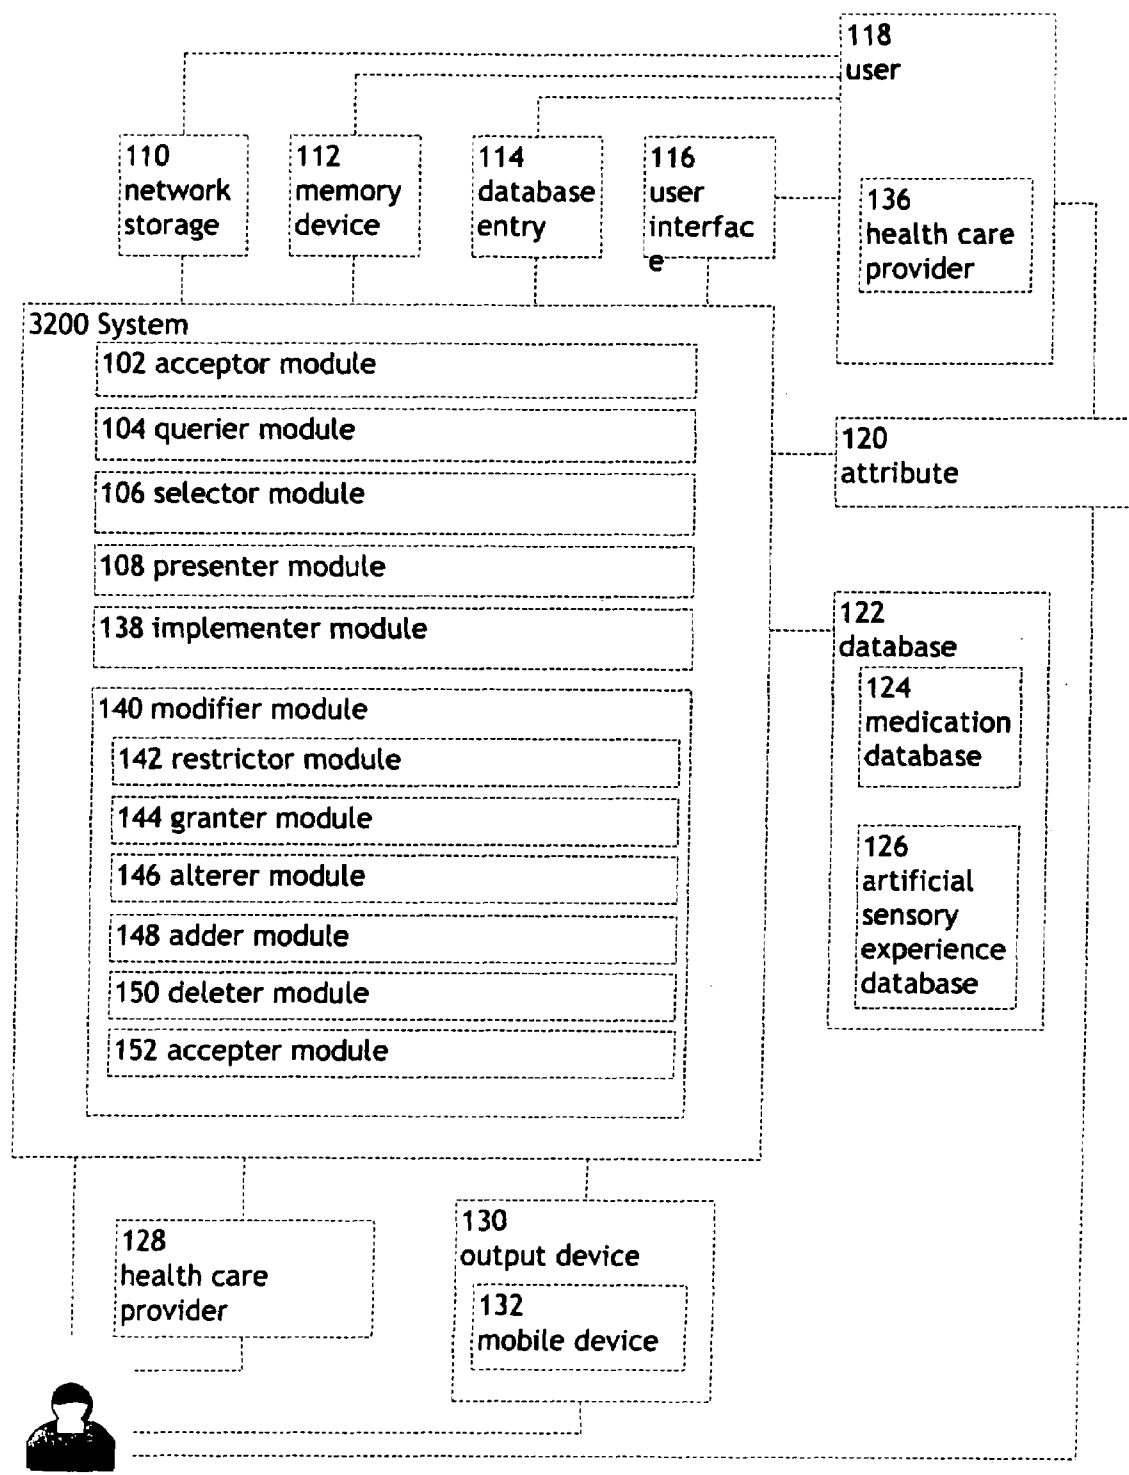 118
user
110
network
storage
112
memory
device
114
database
entry
116
user
interfac
e
136
health care
provider
3200 System
102 acceptor module
104 querier module
106 selector module
108 presenter module
138 implementer module
140 modifier module
142 restrictor module
144 granter module
146 alterer module
148 adder module
150 deleter module
152 accepter module
120
attribute
122
database
124
medication
database
126
artificial
sensory
experience
database
128
health care
provider
130
output device
132
mobile device